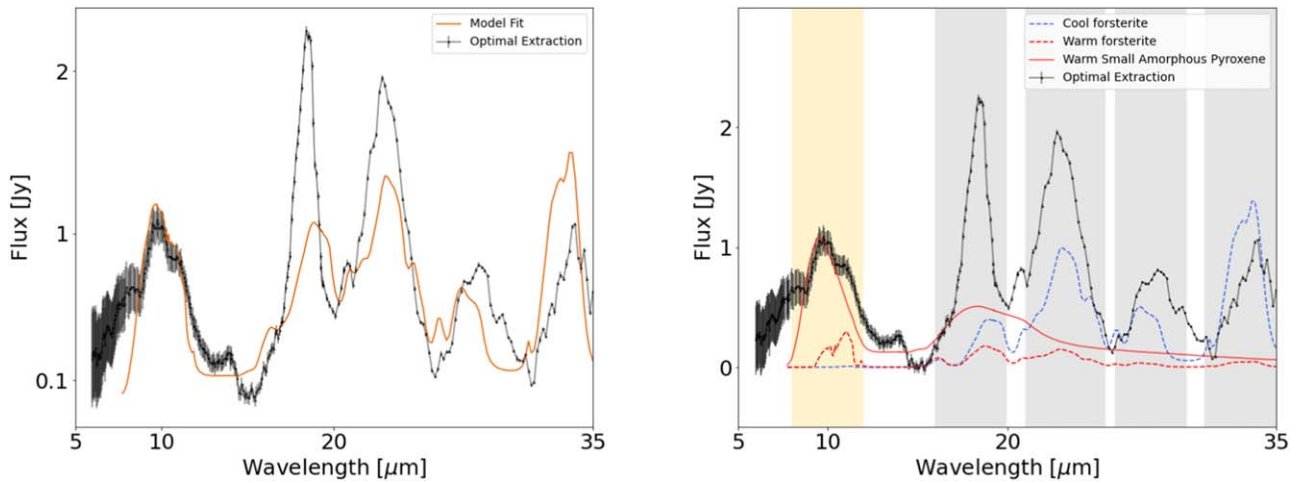 Model Fit
Optimal Extraction
Flux [Jy]
2
1
0.1
5
10
20
35
Wavelength [μm]
Cool forsterite
Warm forsterite
Warm Small Amorphous Pyroxene
Optimal Extraction
Flux [Jy]
2
1
0
5
10
20
35
Wavelength [μm]